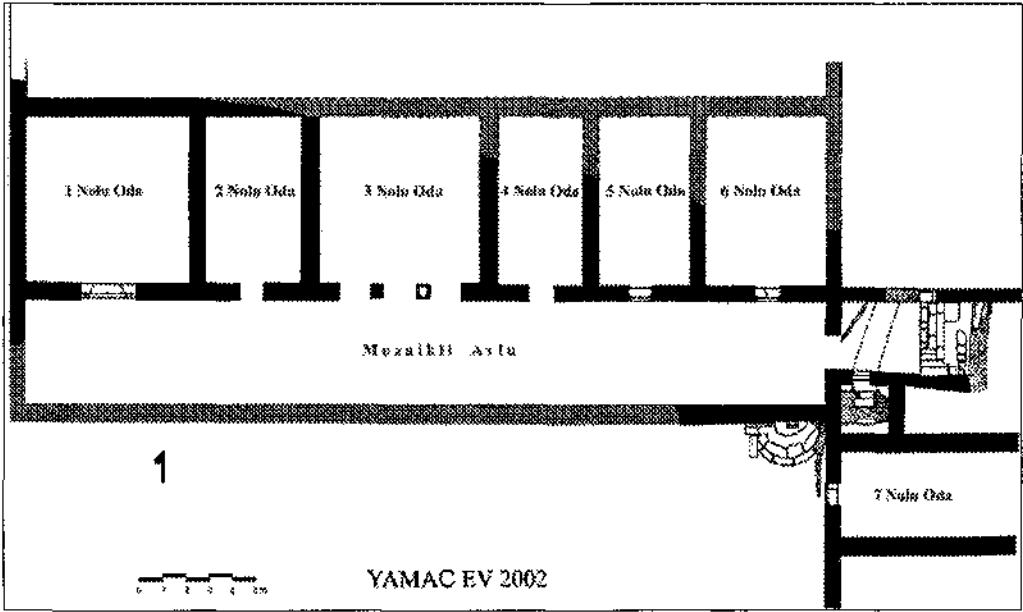 1 Nolu Oda
2 Nolu Oda
3 Nolu Oda
4 Nolu Oda
5 Nolu Oda
6 Nolu Oda
Mozaikli Avlu
7 Nolu Oda
YAMAC EV 2002